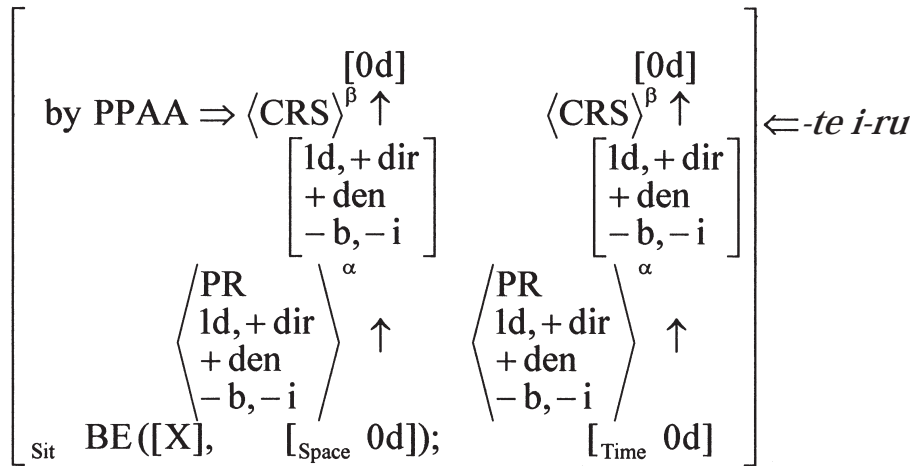 [0d] [0d]
by PPAA ⇒ ⟨CRS⟩^β ↑ ⟨CRS⟩^β ↑ ⇐ -te i-ru
[1d, + dir [1d, + dir
+ den + den
– b, – i] – b, – i]
α α
⟨PR ⟨PR
1d, + dir 1d, + dir
+ den ↑ + den ↑
– b, – i⟩ – b, – i⟩
Sit BE ([X], [Space 0d]); [Time 0d]